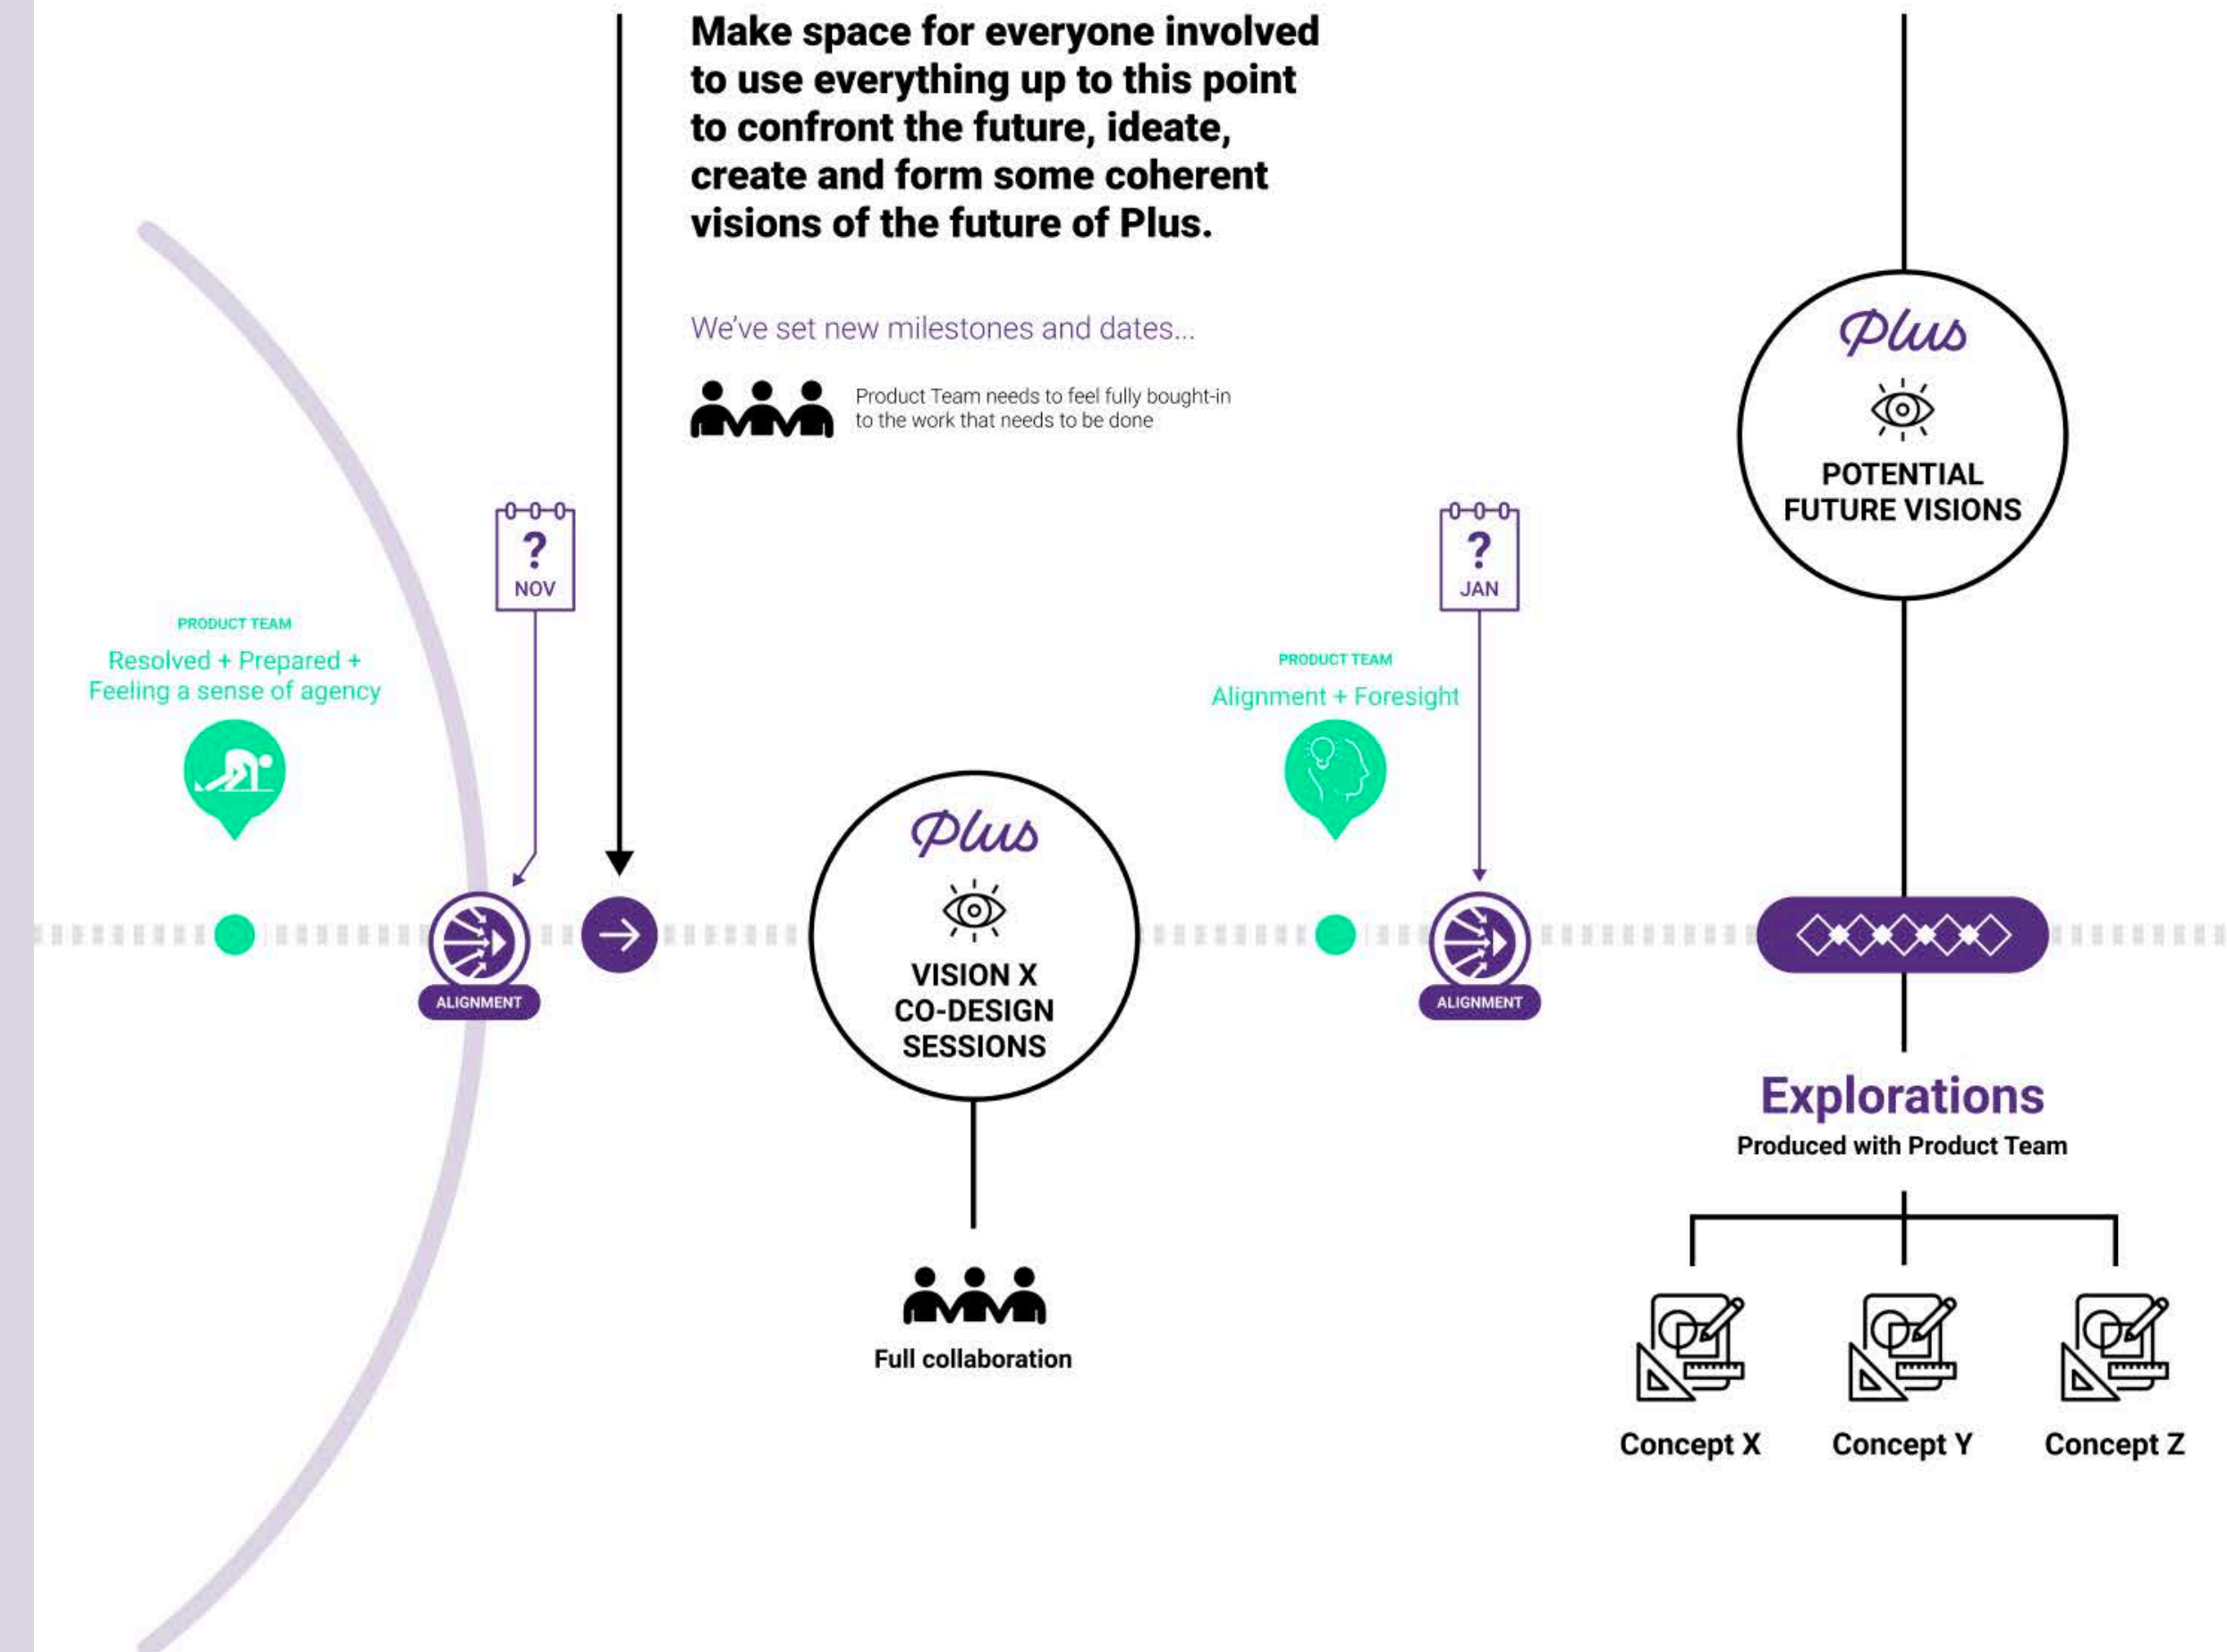 Make space for everyone involved
to use everything up to this point
to confront the future, ideate,
create and form some coherent
visions of the future of Plus.
We've set new milestones and dates...
Product Team needs to feel fully bought-in
to the work that needs to be done
PRODUCT TEAM
Resolved + Prepared +
Feeling a sense of agency
?
NOV
ALIGNMENT
Plus
VISION X
CO-DESIGN
SESSIONS
Full collaboration
PRODUCT TEAM
Alignment + Foresight
?
JAN
ALIGNMENT
Plus
POTENTIAL
FUTURE VISIONS
Explorations
Produced with Product Team
Concept X
Concept Y
Concept Z